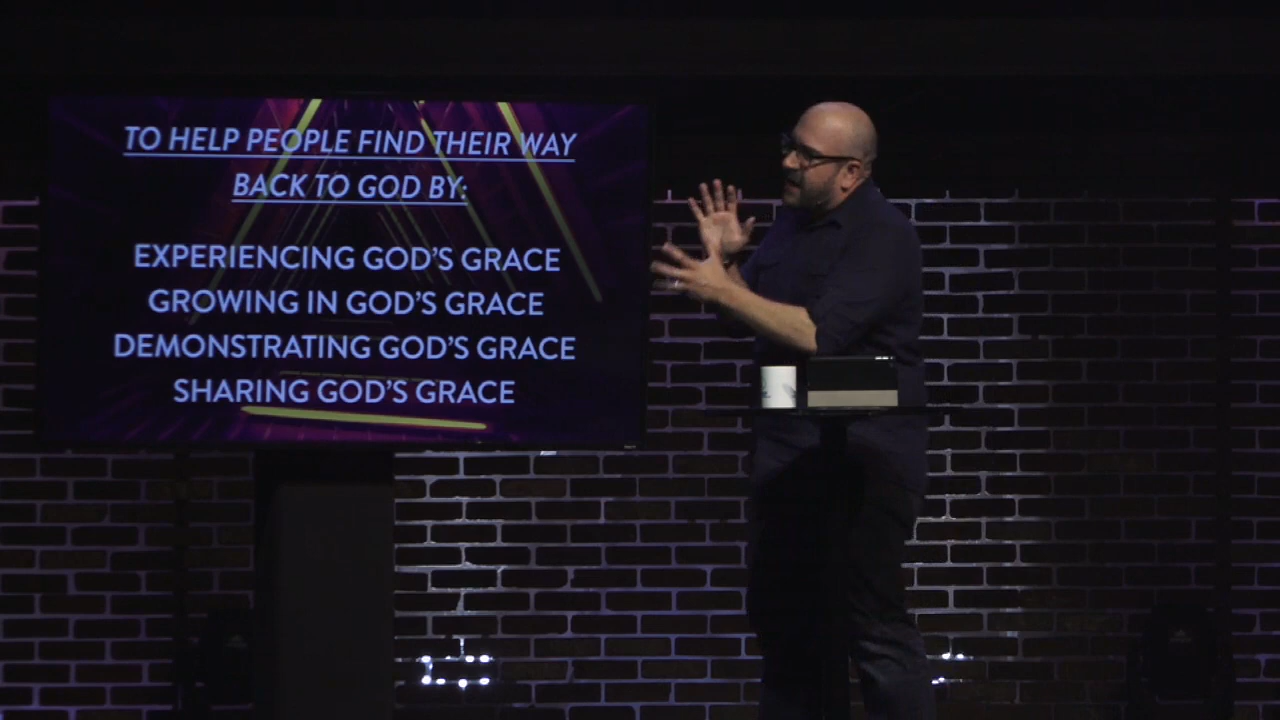 TO HELP PEOPLE FIND THEIR WAY
BACK TO GOD BY:
EXPERIENCING GOD'S GRACE
GROWING IN GOD'S GRACE
DEMONSTRATING GOD'S GRACE
SHARING GOD'S GRACE